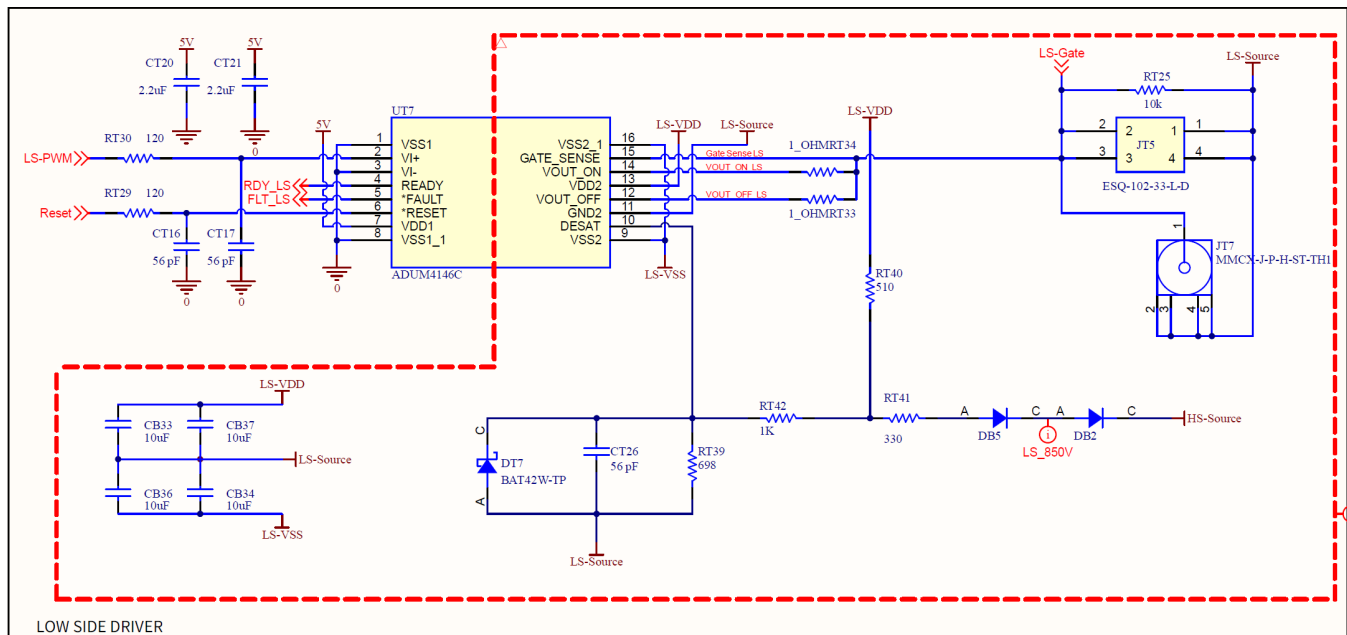 5V
5V
CT20
2.2uF
CT21
2.2uF
0
LS-Gate
LS-Source
RT25
10k
UT7
LS-VDD
RT30 120
LS-PWM
5V
LS-VDD
LS-Source
1 VSS1
2 VI+
3 VI-
4 READY
5 *FAULT
6 *RESET
7 VDD1
8 VSS1_1
VSS2_1 16
GATE_SENSE 15
VOUT_ON 14
VDD2 13
VOUT_OFF 12
GND2 11
DESAT 10
VSS2 9
ADUM4146C
Gate Sense LS
VOUT_ON_LS
VOUT_OFF_LS
1_OHMRT34
1_OHMRT33
2 2 1 1
JT5
3 3 4 4
ESQ-102-33-L-D
RDY_LS
FLT_LS
RT29 120
Reset
CT16
56 pF
CT17
56 pF
0
0
0
LS-VSS
RT40
510
1
JT7
MMCX-J-P-H-ST-TH1
2
3
4
5
LS-VDD
CB33
10uF
CB37
10uF
LS-Source
CB36
10uF
CB34
10uF
LS-VSS
C
DT7
BAT42W-TP
A
CT26
56 pF
RT39
698
LS-Source
RT42
1K
RT41
330
A
C
DB5
i
LS_850V
A
C
DB2
HS-Source
LOW SIDE DRIVER